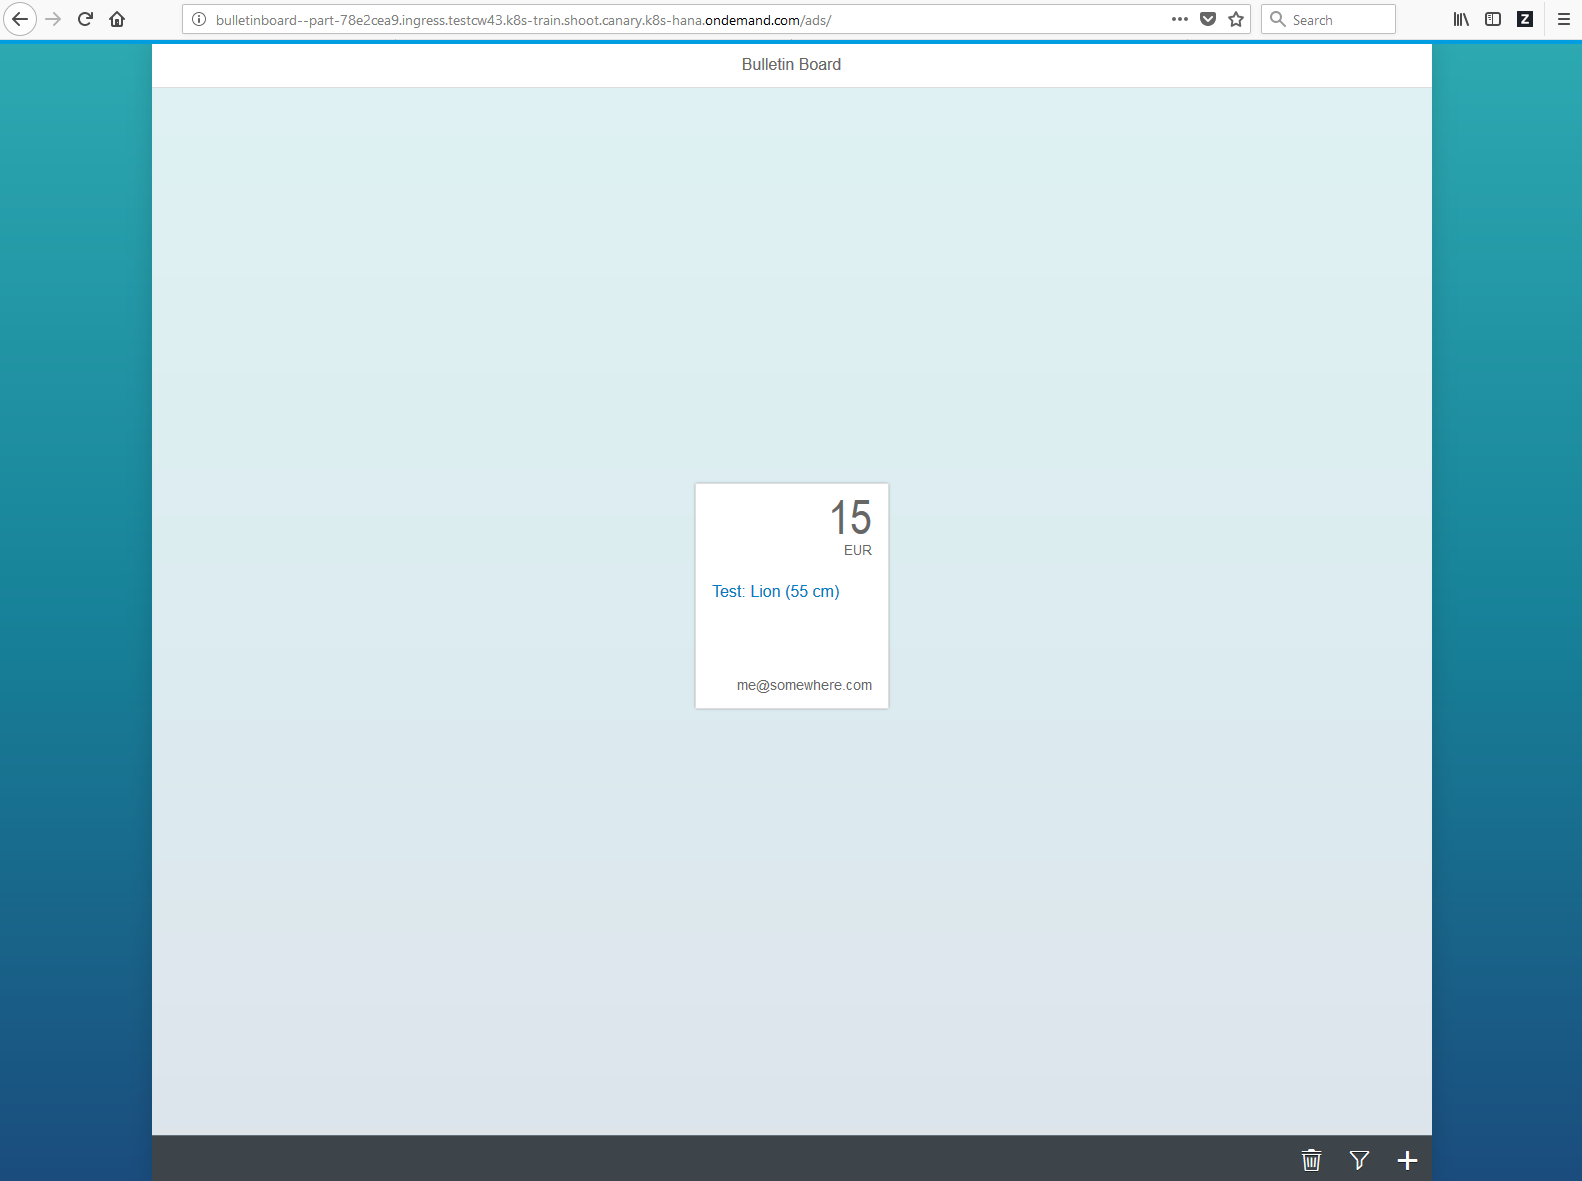 bulletinboard--part-78e2cea9.ingress.testcw43.k8s-train.shoot.canary.k8s-hana.ondemand.com/ads/
Search
Z
Bulletin Board
15
EUR
Test: Lion (55 cm)
me@somewhere.com